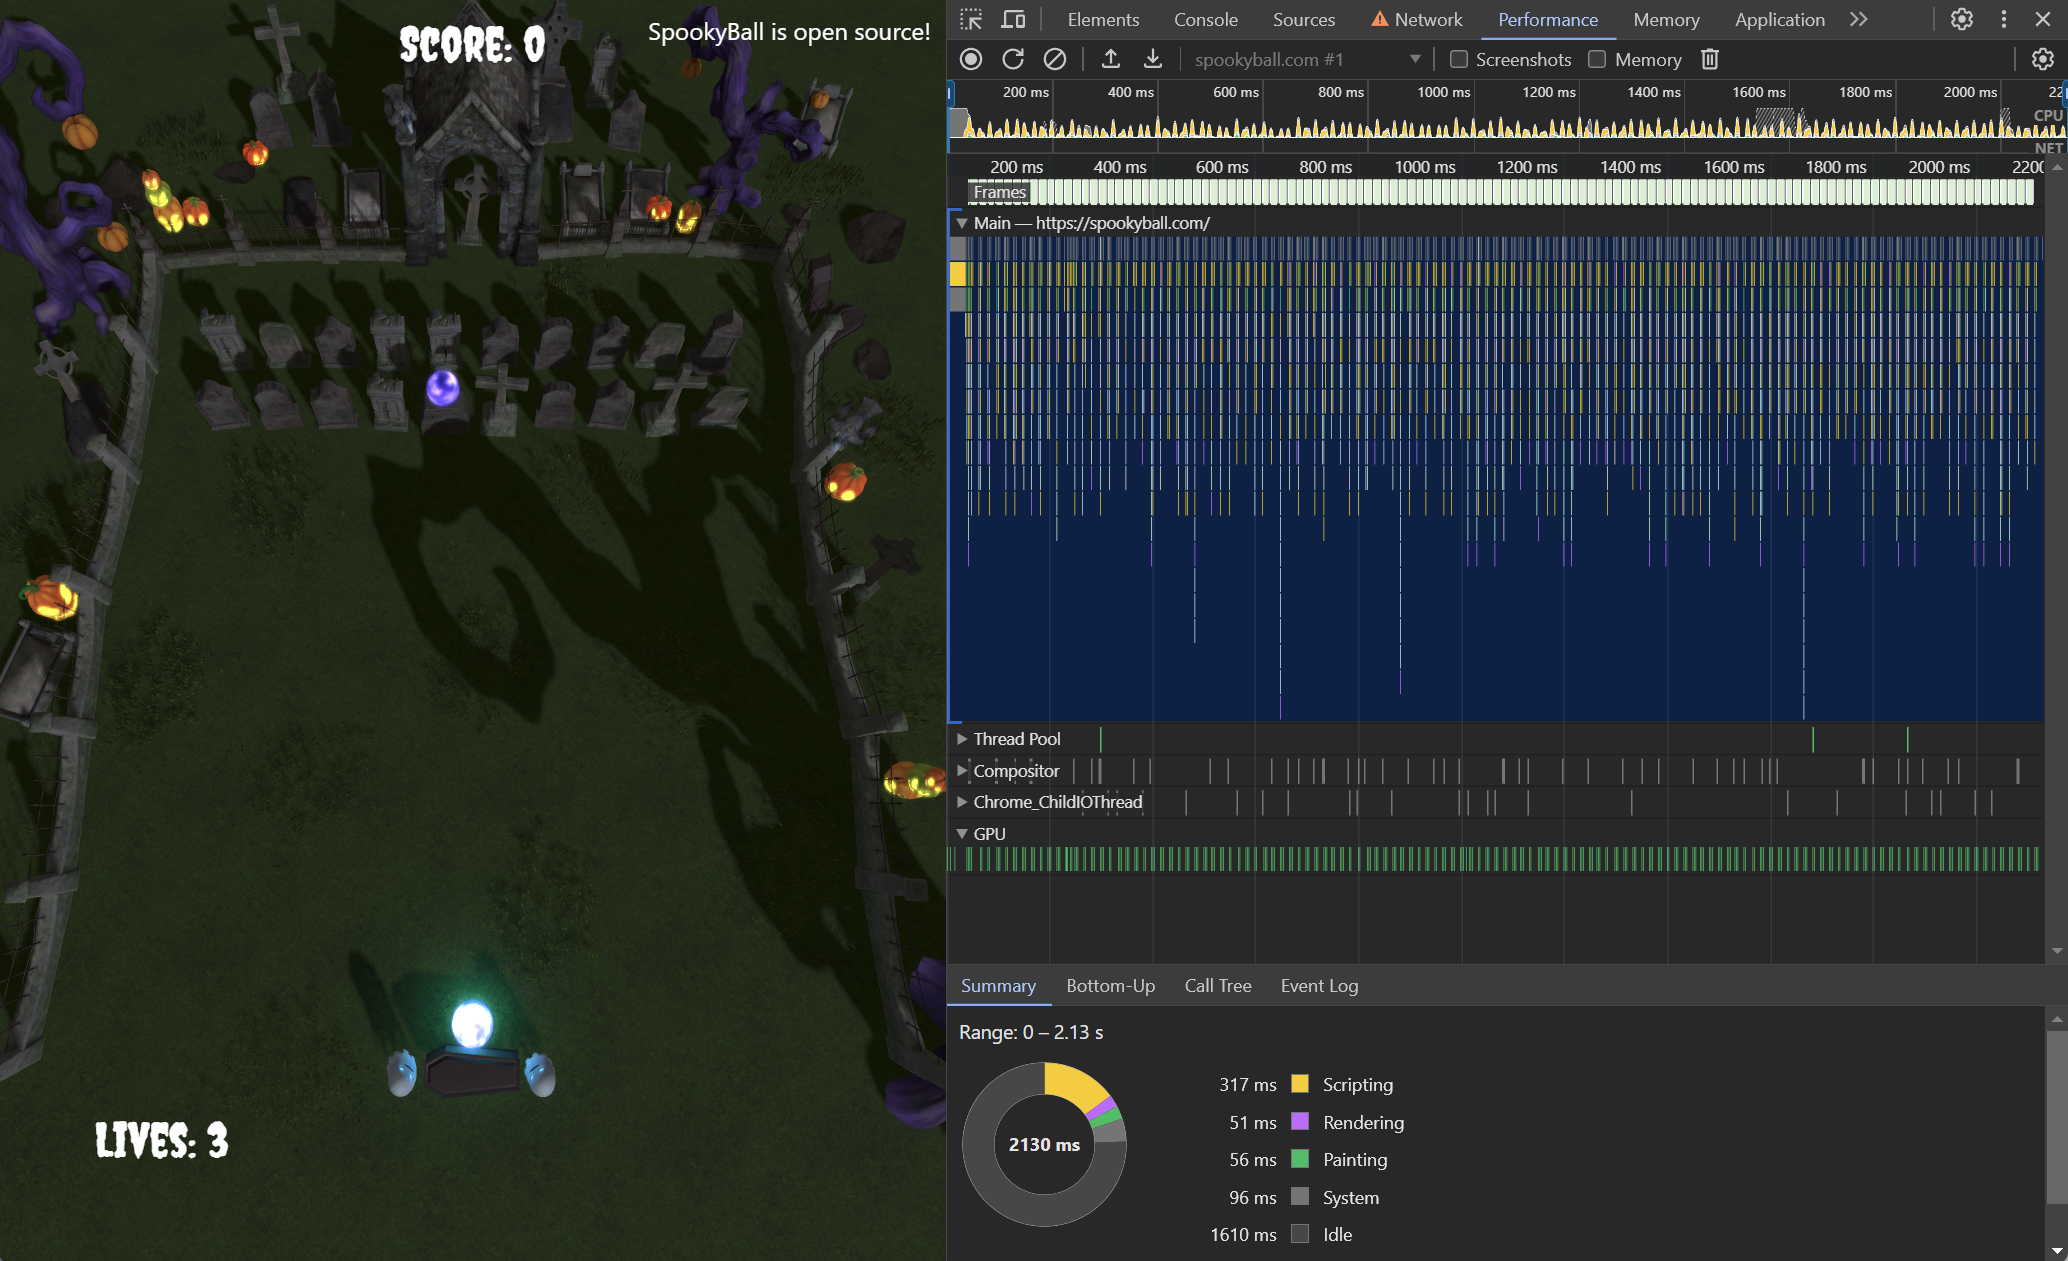 SCORE: 0
SpookyBall is open source!
LIVES: 3
Elements Console Sources Network Performance Memory Application
spookyball.com #1 Screenshots Memory
200 ms 400 ms 600 ms 800 ms 1000 ms 1200 ms 1400 ms 1600 ms 1800 ms 2000 ms 22
CPU
NET
200 ms 400 ms 600 ms 800 ms 1000 ms 1200 ms 1400 ms 1600 ms 1800 ms 2000 ms 220
Frames
Main — https://spookyball.com/
Thread Pool
Compositor
Chrome_ChildIOThread
GPU
Summary Bottom-Up Call Tree Event Log
Range: 0 – 2.13 s
2130 ms
317 ms Scripting
51 ms Rendering
56 ms Painting
96 ms System
1610 ms Idle